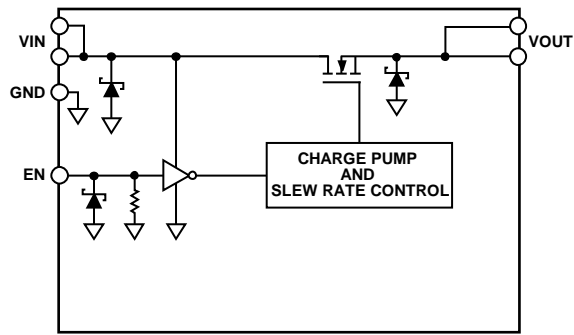 VIN
VOUT
GND
EN
CHARGE PUMP
AND
SLEW RATE CONTROL